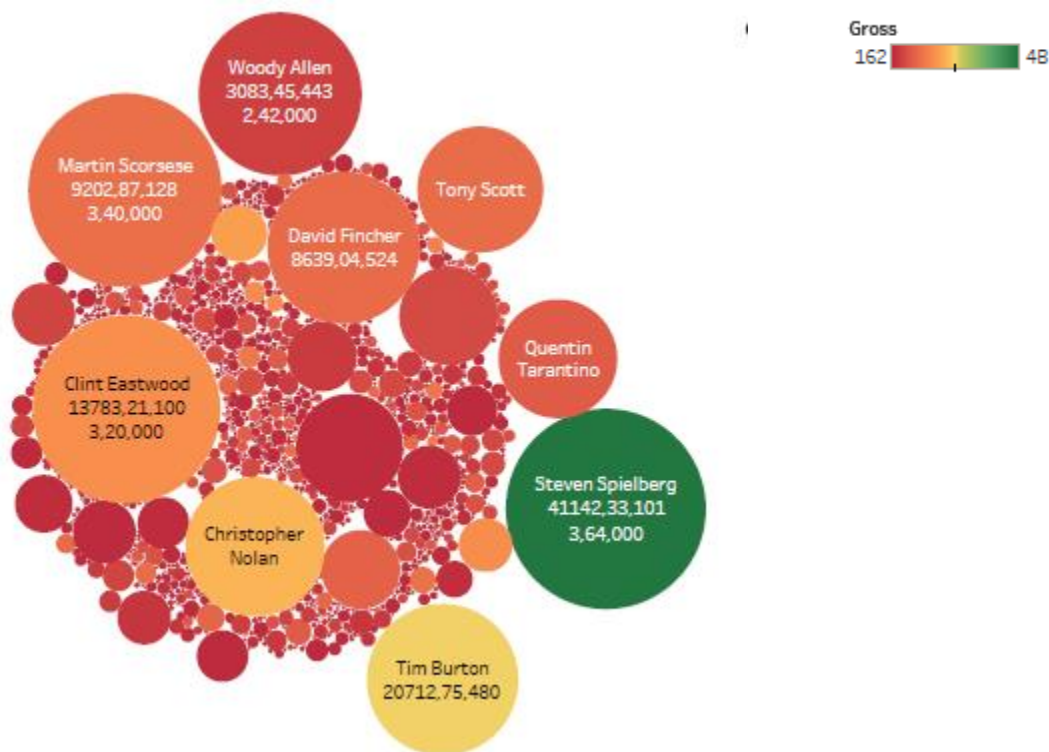 Gross
162
4B
Woody Allen
3083,45,443
2,42,000
Martin Scorsese
9202,87,128
3,40,000
Tony Scott
David Fincher
8639,04,524
Quentin
Tarantino
Clint Eastwood
13783,21,100
3,20,000
Steven Spielberg
41142,33,101
3,64,000
Christopher
Nolan
Tim Burton
20712,75,480